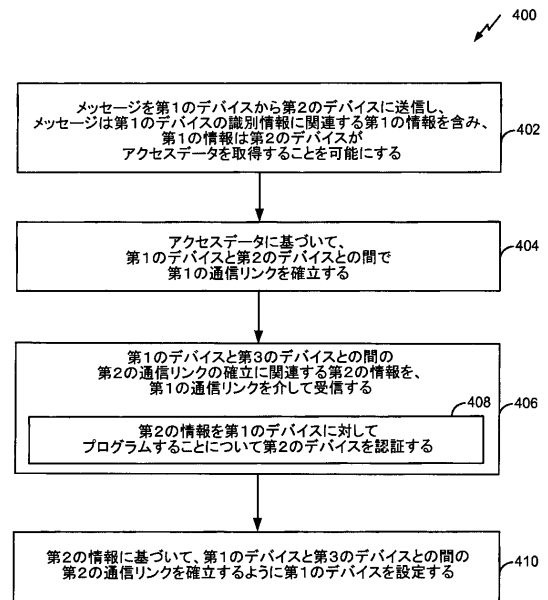 400
メッセージを第1のデバイスから第2のデバイスに送信し、
メッセージは第1のデバイスの識別情報に関連する第1の情報を含み、
第1の情報は第2のデバイスが
アクセスデータを取得することを可能にする
402
アクセスデータに基づいて、
第1のデバイスと第2のデバイスとの間で
第1の通信リンクを確立する
404
第1のデバイスと第3のデバイスとの間の
第2の通信リンクの確立に関連する第2の情報を、
第1の通信リンクを介して受信する
406
408
第2の情報を第1のデバイスに対して
プログラムすることについて第2のデバイスを認証する
第2の情報に基づいて、第1のデバイスと第3のデバイスとの間の
第2の通信リンクを確立するように第1のデバイスを設定する
410